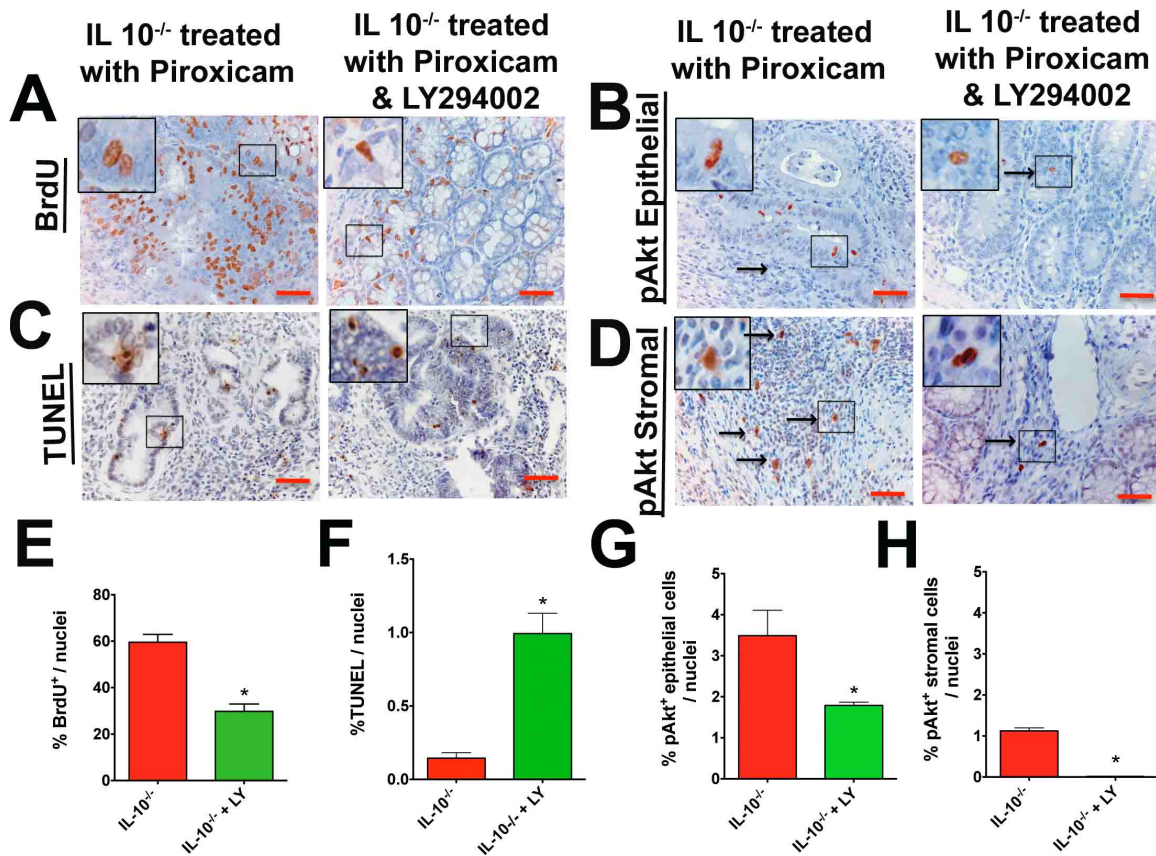 A
IL 10-/- treated
with Piroxicam
IL 10-/- treated
with Piroxicam
& LY294002
BrdU
B
IL 10-/- treated
with Piroxicam
IL 10-/- treated
with Piroxicam
& LY294002
pAkt Epithelial
C
TUNEL
D
pAkt Stromal
E
% BrdU+ / nuclei
80
60
40
20
0
*
IL-10-/-
IL-10-/- + LY
F
%TUNEL / nuclei
1.5
1.0
0.5
0.0
*
IL-10-/-
IL-10-/- + LY
G
% pAkt+ epithelial cells
/ nuclei
5
4
3
2
1
0
*
IL-10-/-
IL-10-/- + LY
H
% pAkt+ stromal cells
/ nuclei
5
4
3
2
1
0
*
IL-10-/-
IL-10-/- + LY